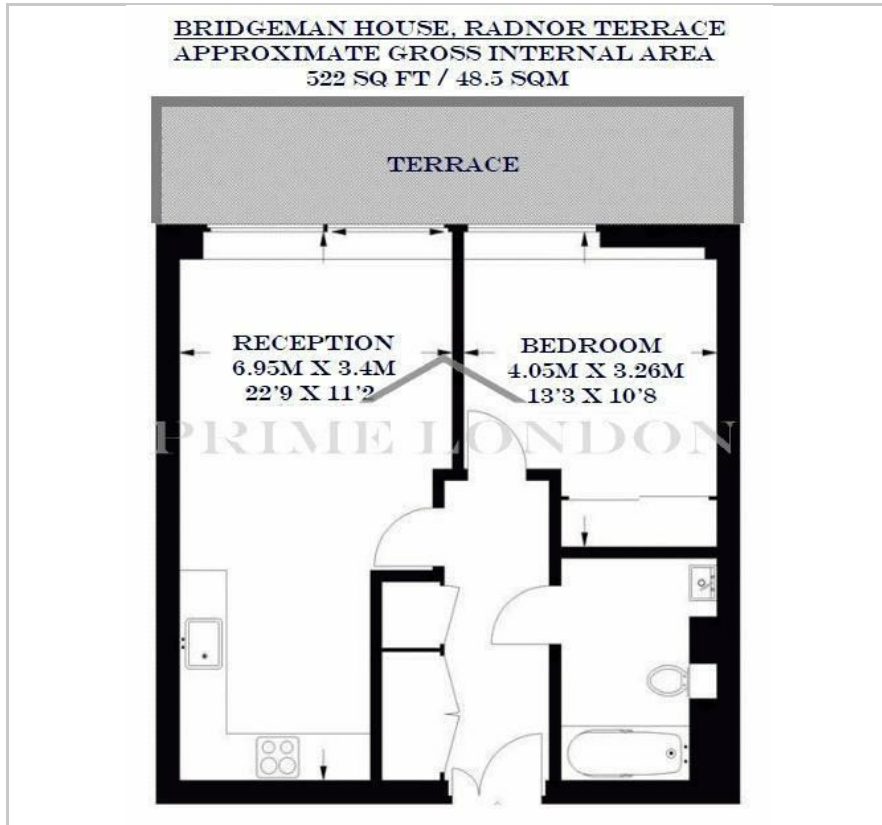 BRIDGEMAN HOUSE, RADNOR TERRACE
APPROXIMATE GROSS INTERNAL AREA
522 SQ FT / 48.5 SQM
TERRACE
RECEPTION
6.95M X 3.4M
22'9 X 11'2
BEDROOM
4.05M X 3.26M
13'3 X 10'8
PRIME LONDON